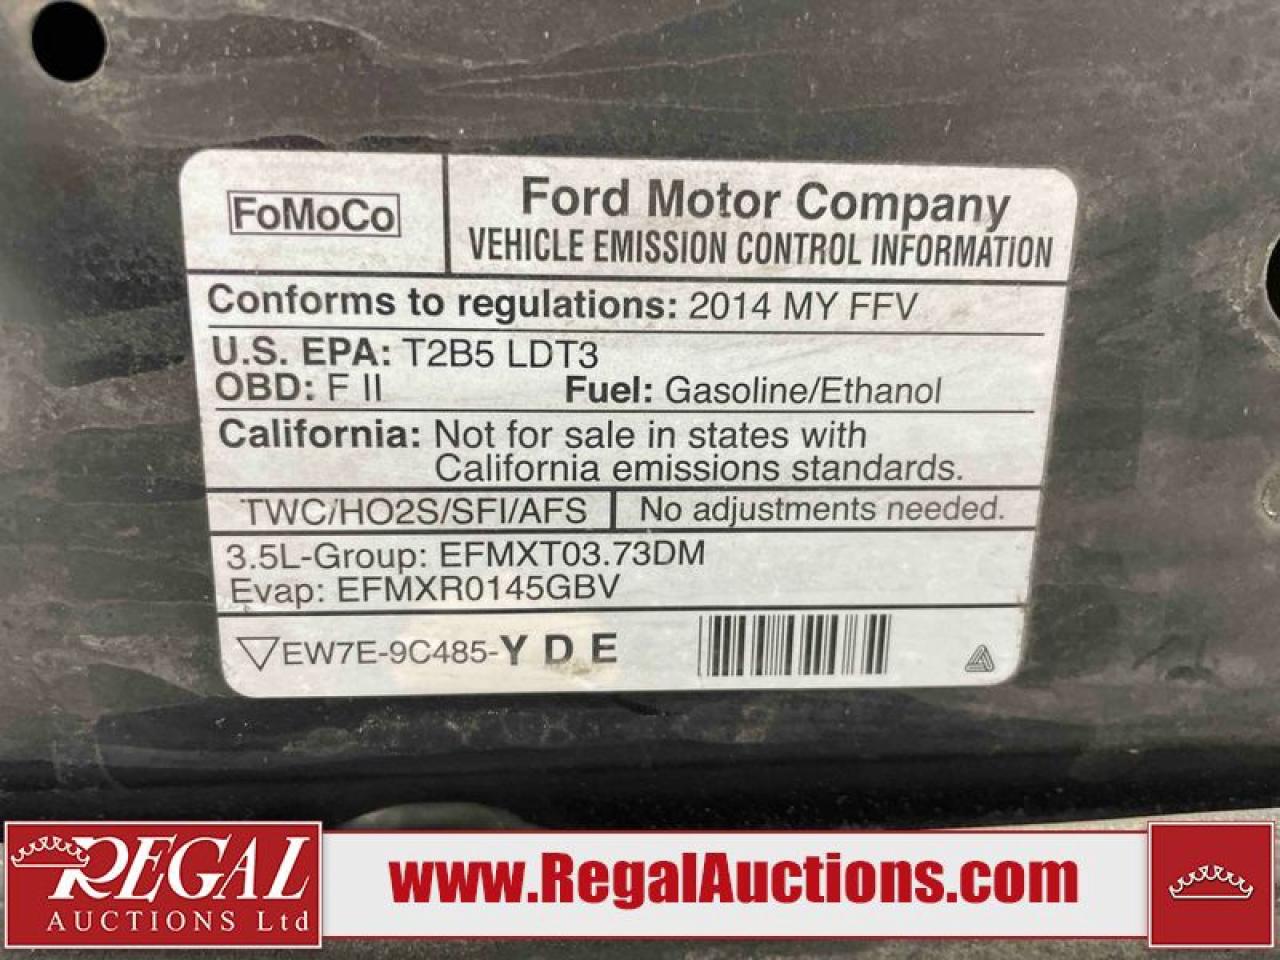 FoMoCo
Ford Motor Company
VEHICLE EMISSION CONTROL INFORMATION
Conforms to regulations: 2014 MY FFV
U.S. EPA: T2B5 LDT3
OBD: F II Fuel: Gasoline/Ethanol
California: Not for sale in states with
California emissions standards.
TWC/HO2S/SFI/AFS No adjustments needed.
3.5L-Group: EFMXT03.73DM
Evap: EFMXR0145GBV
EW7E-9C485-Y D E
REGAL
AUCTIONS Ltd
www.RegalAuctions.com